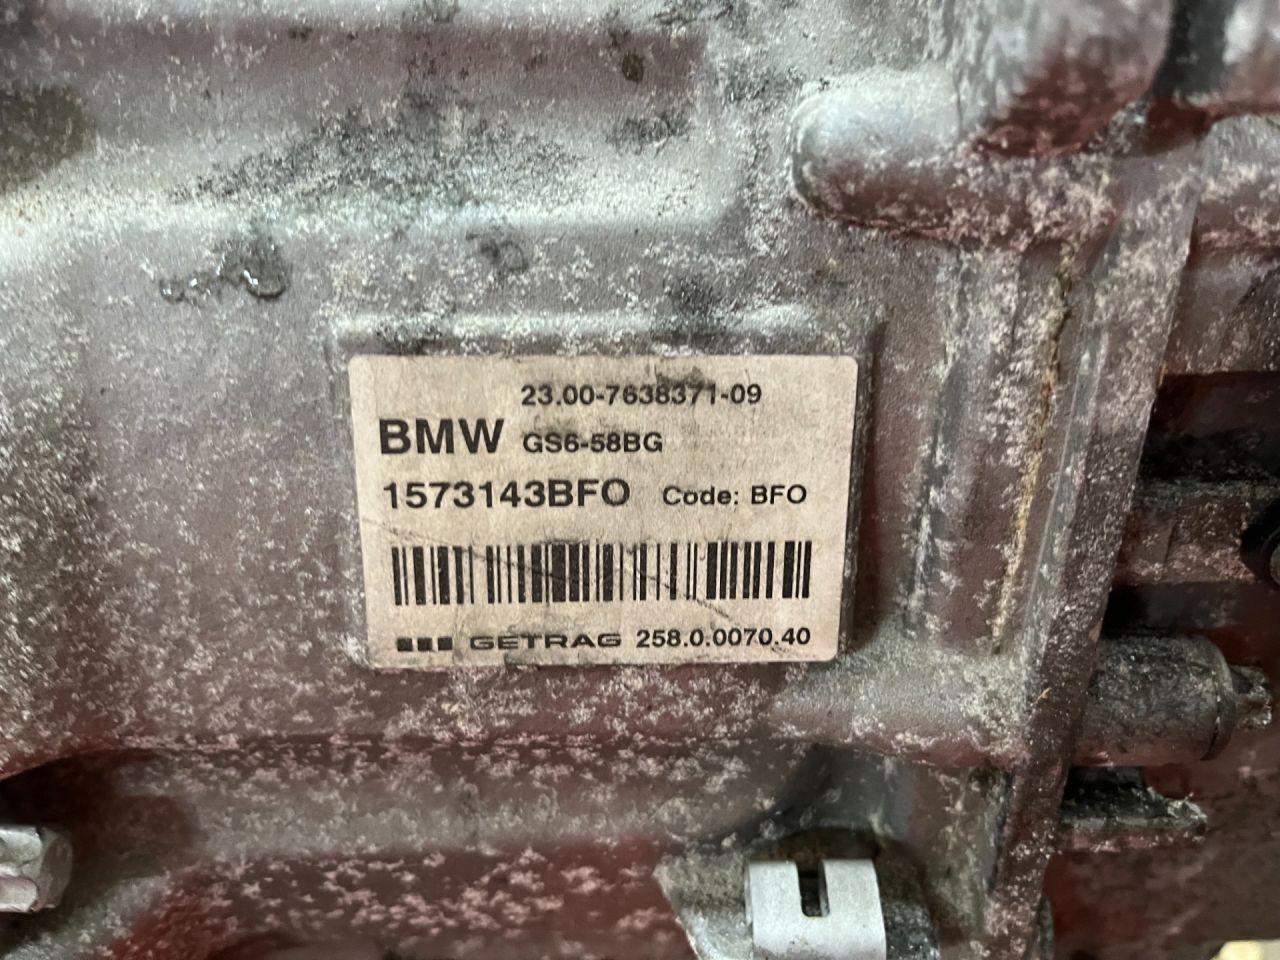 23.00-7638371-09
BMW GS6-58BG
1573143BFO Code: BFO
GETRAG 258.0.0070.40